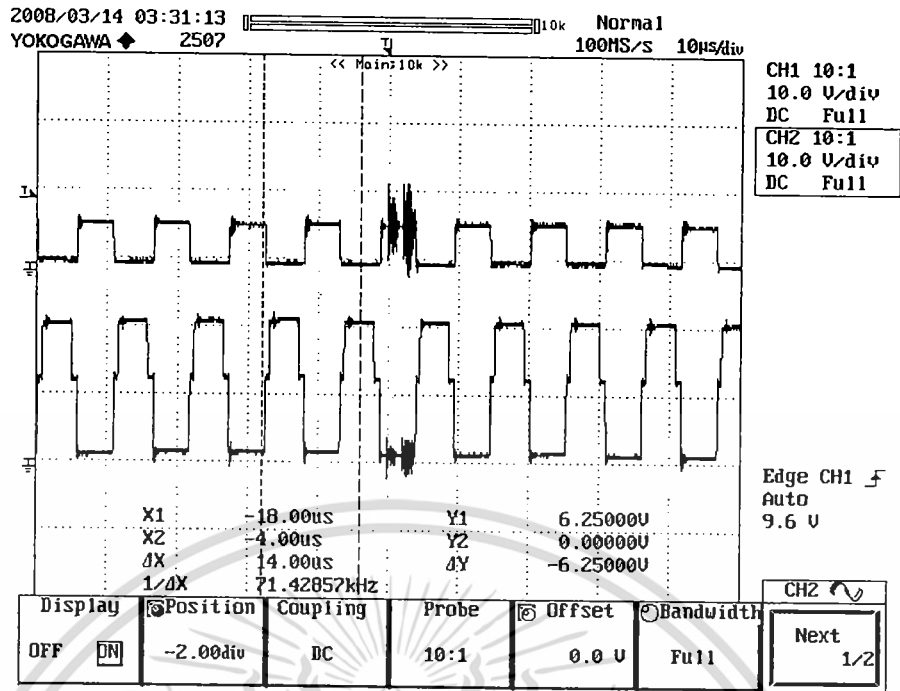 2008/03/14 03:31:13
10k
Normal
YOKOGAWA ◆ 2507
100MS/s 10µs/div
<< Main:10k >>
CH1 10:1
10.0 V/div
DC Full
CH2 10:1
10.0 V/div
DC Full
T
Edge CH1
Auto
9.6 V
X1 -18.00us Y1 6.25000V
X2 -4.00us Y2 0.00000V
ΔX 14.00us ΔY -6.25000V
1/ΔX 71.42857kHz
CH2
Display Position Coupling Probe Offset Bandwidth
OFF ON -2.00div DC 10:1 0.0 V Full
Next
1/2